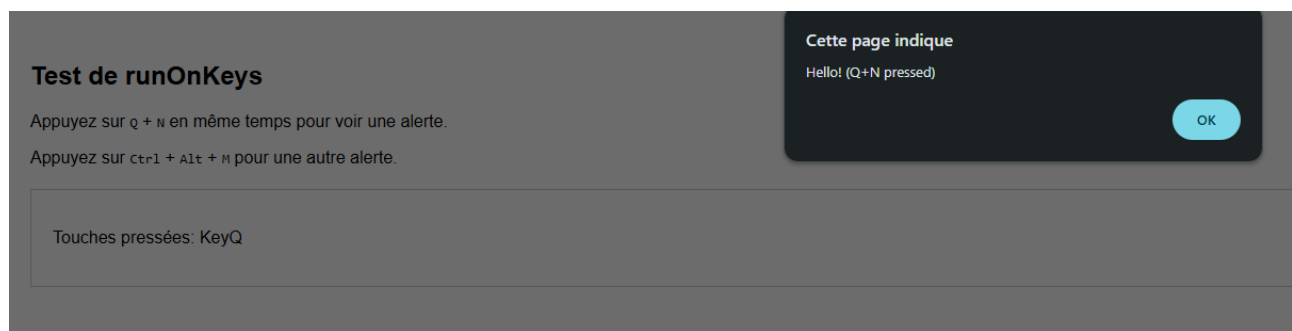 Cette page indique
Hello! (Q+N pressed)
OK
Test de runOnKeys
Appuyez sur Q + N en même temps pour voir une alerte.
Appuyez sur Ctrl + Alt + M pour une autre alerte.
Touches pressées: KeyQ